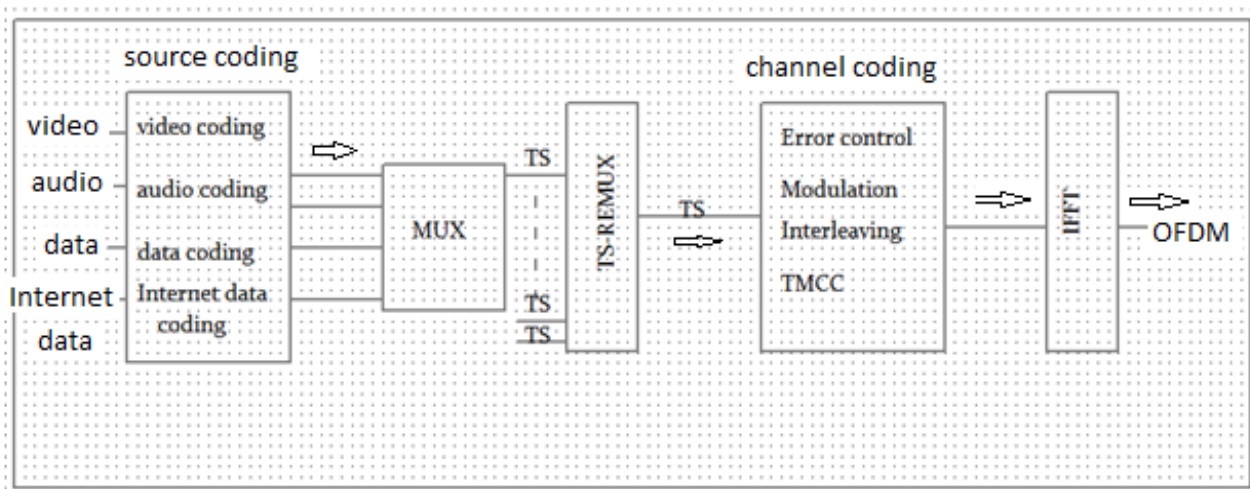 source coding
channel coding
video
video coding
audio
audio coding
data
data coding
Internet
data
Internet data
coding
MUX
TS
TS
TS
TS-REMUX
TS
Error control
Modulation
Interleaving
TMCC
IFFT
OFDM